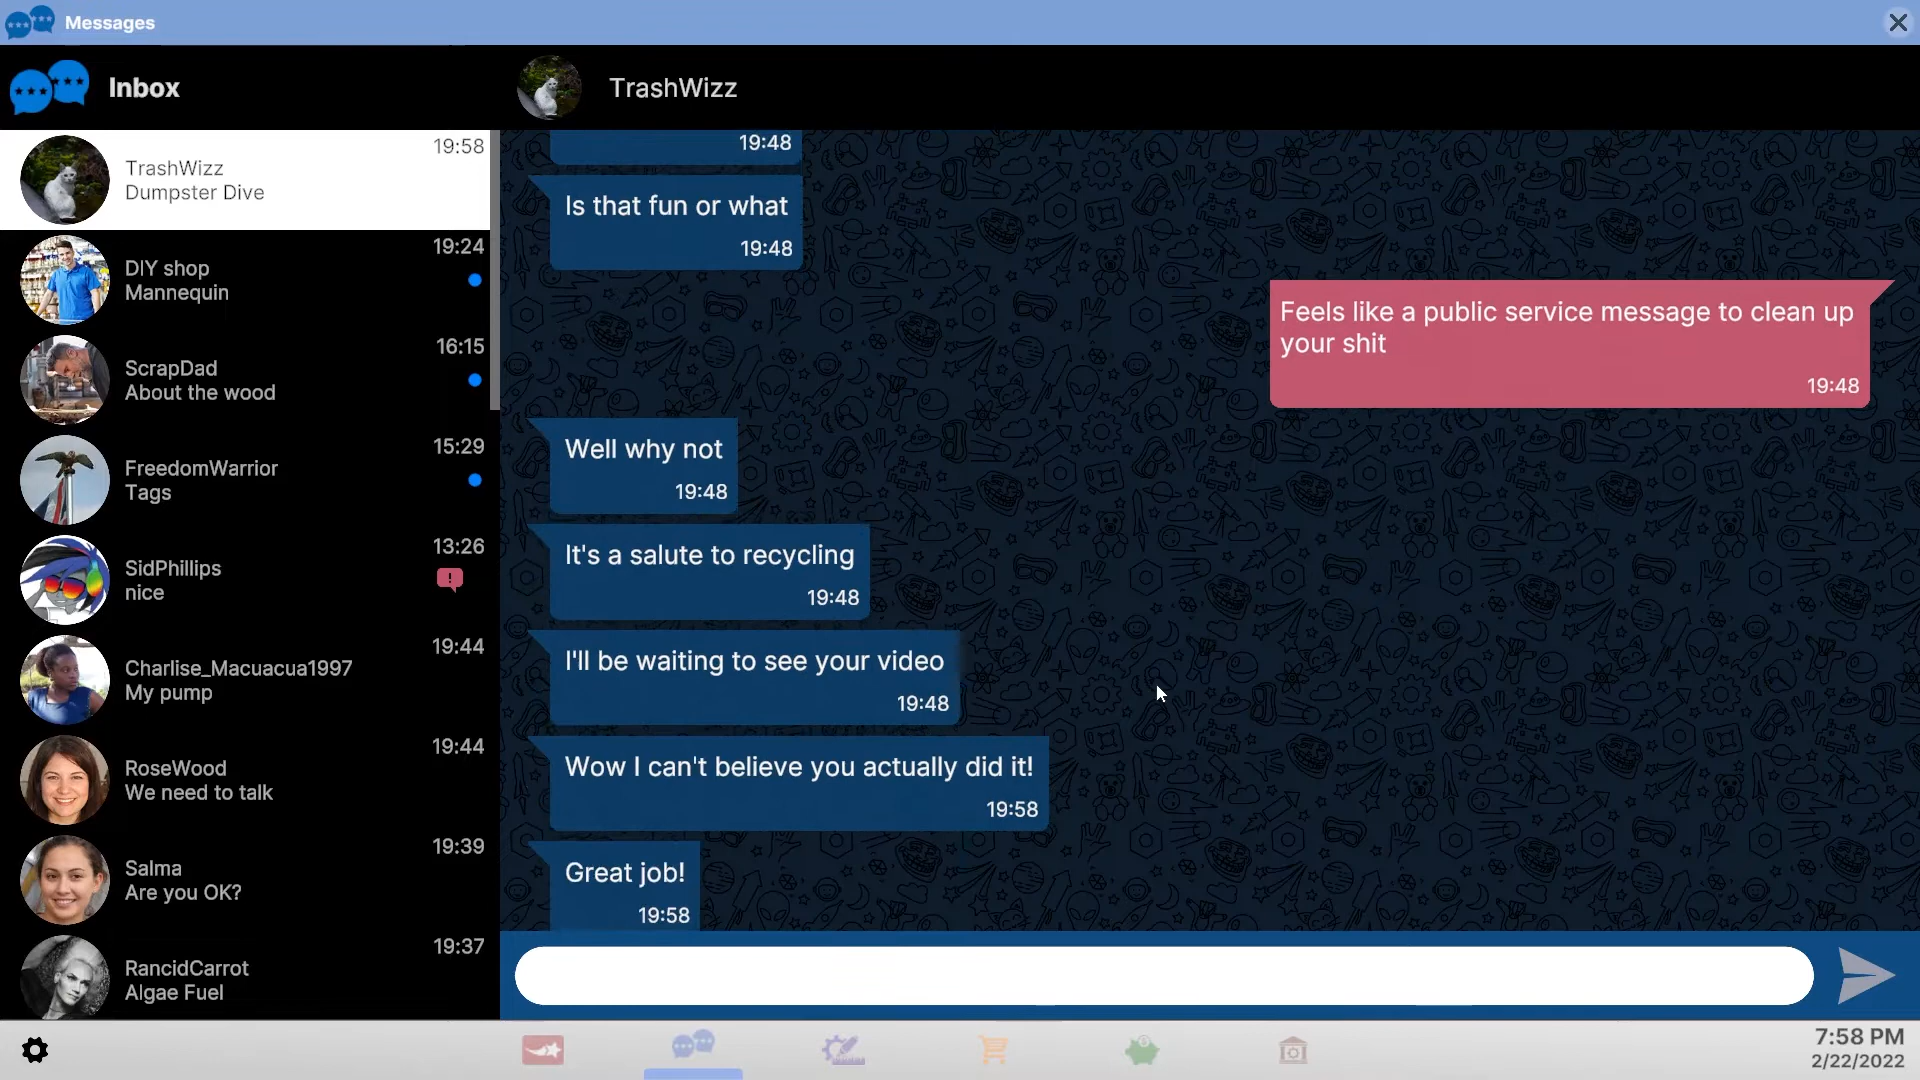 Messages
Inbox
TrashWizz
19:58
TrashWizz
Dumpster Dive
19:24
DIY shop
Mannequin
16:15
ScrapDad
About the wood
15:29
FreedomWarrior
Tags
13:26
SidPhillips
nice
19:44
Charlise_Macuacua1997
My pump
19:44
RoseWood
We need to talk
19:39
Salma
Are you OK?
19:37
RancidCarrot
Algae Fuel
19:48
Is that fun or what
19:48
Feels like a public service message to clean up
your shit
19:48
Well why not
19:48
It's a salute to recycling
19:48
I'll be waiting to see your video
19:48
Wow I can't believe you actually did it!
19:58
Great job!
19:58
7:58 PM
2/22/2022